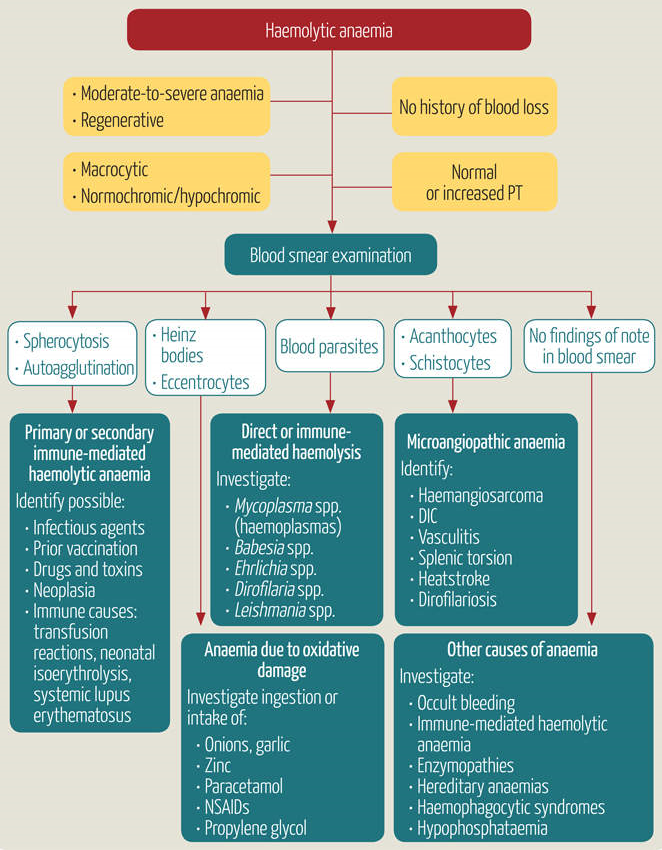 Haemolytic anaemia
· Moderate-to-severe anaemia
· Regenerative
No history of blood loss
· Macrocytic
· Normochromic/hypochromic
Normal
or increased PT
Blood smear examination
· Spherocytosis
· Autoagglutination
· Heinz
bodies
· Eccentrocytes
Blood parasites
· Acanthocytes
· Schistocytes
No findings of note
in blood smear
Primary or secondary
immune-mediated
haemolytic anaemia
Identify possible:
· Infectious agents
· Prior vaccination
· Drugs and toxins
· Neoplasia
· Immune causes:
transfusion
reactions, neonatal
isoerythrolysis,
systemic lupus
erythematosus
Direct or immune-
mediated haemolysis
Investigate:
· Mycoplasma spp.
(haemoplasmas)
· Babesia spp.
· Ehrlichia spp.
· Dirofilaria spp.
· Leishmania spp.
Microangiopathic anaemia
Identify:
· Haemangiosarcoma
· DIC
· Vasculitis
· Splenic torsion
· Heatstroke
· Dirofilariosis
Anaemia due to oxidative
damage
Investigate ingestion or
intake of:
· Onions, garlic
· Zinc
· Paracetamol
· NSAIDs
· Propylene glycol
Other causes of anaemia
Investigate:
· Occult bleeding
· Immune-mediated haemolytic
anaemia
· Enzymopathies
· Hereditary anaemias
· Haemophagocytic syndromes
· Hypophosphataemia